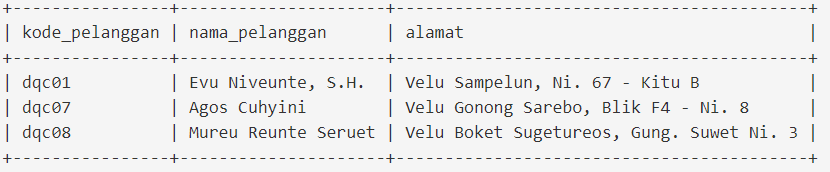 +----------------+--------------------+---------------------------------------+
| kode_pelanggan | nama_pelanggan     | alamat                                |
+----------------+--------------------+---------------------------------------+
| dqc01          | Evu Niveunte, S.H. | Velu Sampelun, Ni. 67 - Kitu B        |
| dqc07          | Agos Cuhyini       | Velu Gonong Sarebo, Blik F4 - Ni. 8   |
| dqc08          | Mureu Reunte Seruet | Velu Boket Sugetureos, Gung. Suwet Ni. 3 |
+----------------+--------------------+---------------------------------------+